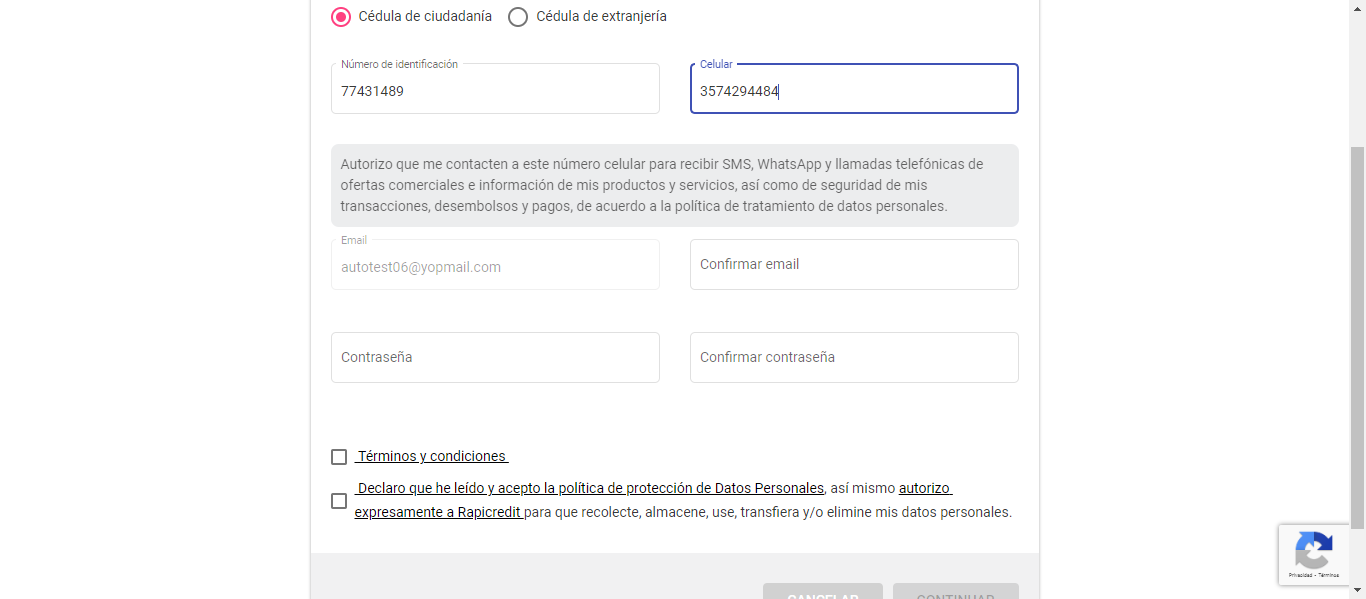 Cédula de ciudadanía Cédula de extranjería
Número de identificación Celular
77431489 3574294484
Autorizo que me contacten a este número celular para recibir SMS, WhatsApp y llamadas telefónicas de
ofertas comerciales e información de mis productos y servicios, así como de seguridad de mis
transacciones, desembolsos y pagos, de acuerdo a la política de tratamiento de datos personales.
Email
autotest06@yopmail.com Confirmar email
Contraseña Confirmar contraseña
Términos y condiciones
Declaro que he leído y acepto la política de protección de Datos Personales, así mismo autorizo
expresamente a Rapicredit para que recolecte, almacene, use, transfiera y/o elimine mis datos personales.
Privacidad - Términos
CANCELAR CONTINUAR